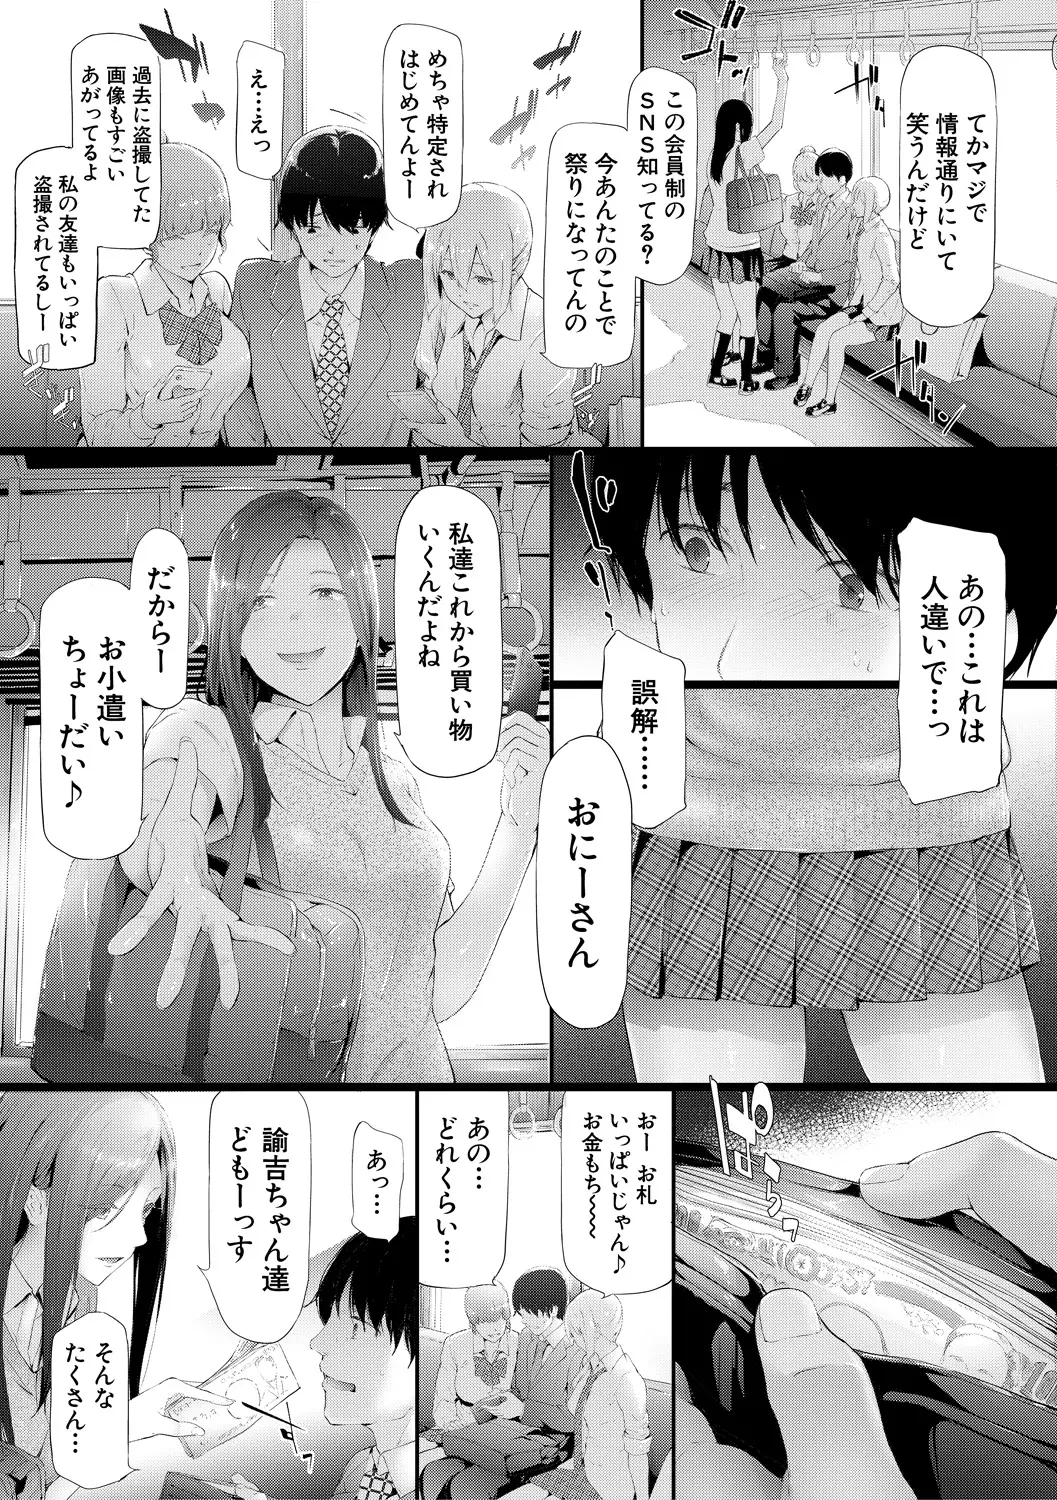 てかマジで
情報通りにいて
笑うんだけど
この会員制の
ＳＮＳ知ってる？
今あんたのことで
祭りになってんの
めちゃ特定され
はじめてんよー
え…えっ
過去に盗撮してた
画像もすごい
あがってるよ
私の友達もいっぱい
盗撮されてるしー
あの…これは
人違いで…っ
誤解……
おにーさん
私達これから買い物
いくんだよね
だからー
お小遣い
ちょーだい♪
ぱらっ
おー お札
いっぱいじゃん♪
お金もち〜〜
あの…
どれくらい…
あっ…
諭吉ちゃん達
どもーっす
そんな
たくさん…